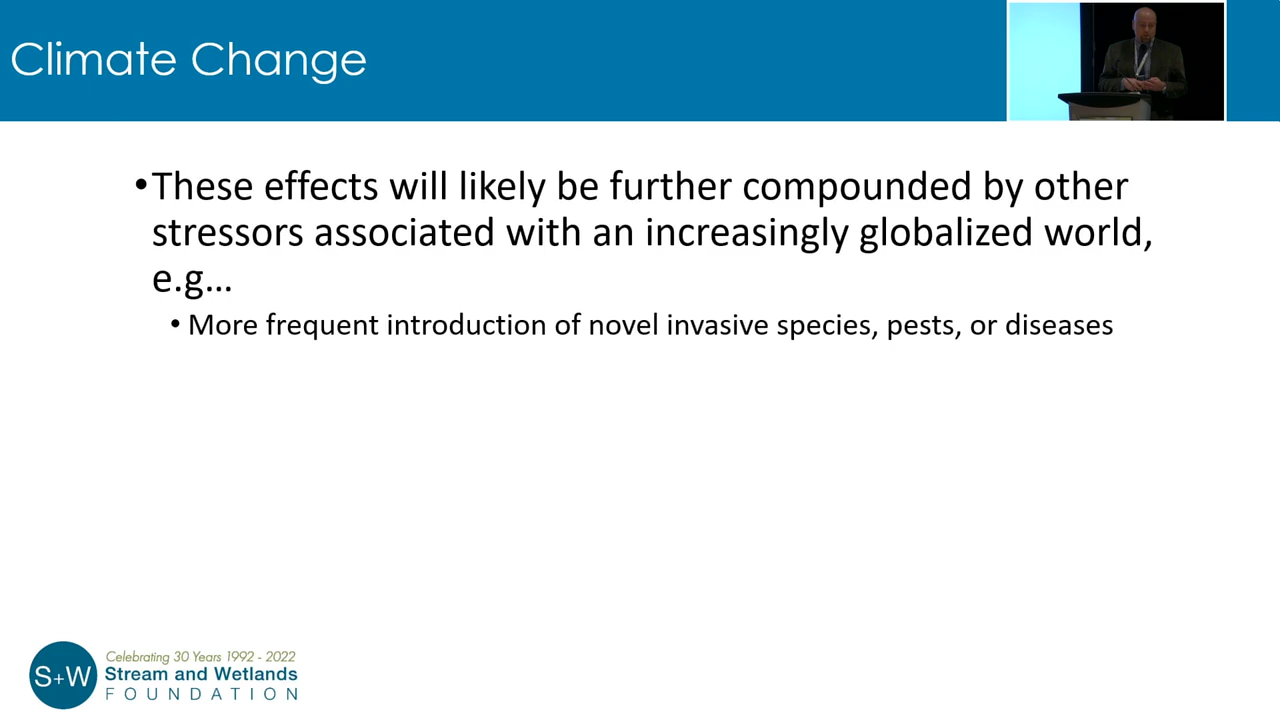 Climate Change
•These effects will likely be further compounded by other
stressors associated with an increasingly globalized world,
e.g…
• More frequent introduction of novel invasive species, pests, or diseases
S+W
Celebrating 30 Years 1992 - 2022
Stream and Wetlands
FOUNDATION